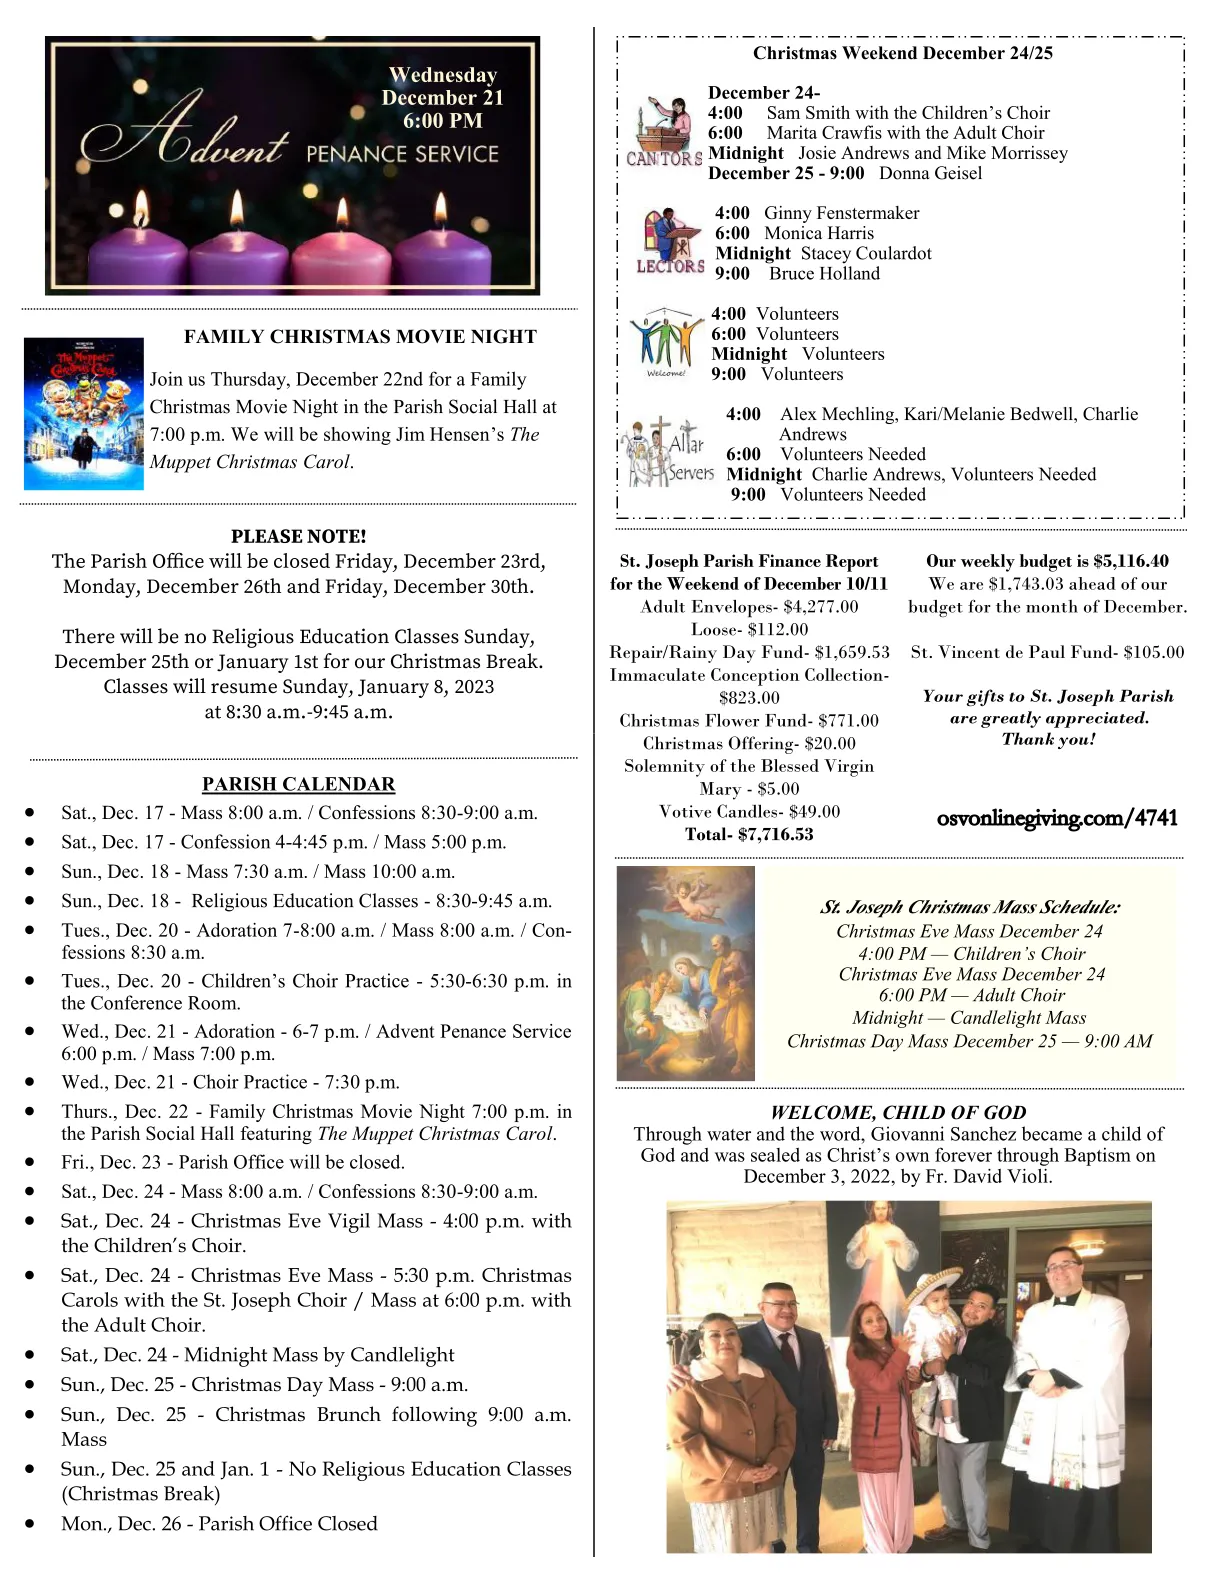 Wednesday
December 21
6:00 PM
Advent PENANCE SERVICE
FAMILY CHRISTMAS MOVIE NIGHT
The Muppet
Christmas Carol
Join us Thursday, December 22nd for a Family
Christmas Movie Night in the Parish Social Hall at
7:00 p.m. We will be showing Jim Hensen’s The
Muppet Christmas Carol.
PLEASE NOTE!
The Parish Office will be closed Friday, December 23rd,
Monday, December 26th and Friday, December 30th.
There will be no Religious Education Classes Sunday,
December 25th or January 1st for our Christmas Break.
Classes will resume Sunday, January 8, 2023
at 8:30 a.m.-9:45 a.m.
PARISH CALENDAR
• Sat., Dec. 17 - Mass 8:00 a.m. / Confessions 8:30-9:00 a.m.
• Sat., Dec. 17 - Confession 4-4:45 p.m. / Mass 5:00 p.m.
• Sun., Dec. 18 - Mass 7:30 a.m. / Mass 10:00 a.m.
• Sun., Dec. 18 - Religious Education Classes - 8:30-9:45 a.m.
• Tues., Dec. 20 - Adoration 7-8:00 a.m. / Mass 8:00 a.m. / Con-
fessions 8:30 a.m.
• Tues., Dec. 20 - Children’s Choir Practice - 5:30-6:30 p.m. in
the Conference Room.
• Wed., Dec. 21 - Adoration - 6-7 p.m. / Advent Penance Service
6:00 p.m. / Mass 7:00 p.m.
• Wed., Dec. 21 - Choir Practice - 7:30 p.m.
• Thurs., Dec. 22 - Family Christmas Movie Night 7:00 p.m. in
the Parish Social Hall featuring The Muppet Christmas Carol.
• Fri., Dec. 23 - Parish Office will be closed.
• Sat., Dec. 24 - Mass 8:00 a.m. / Confessions 8:30-9:00 a.m.
• Sat., Dec. 24 - Christmas Eve Vigil Mass - 4:00 p.m. with
the Children’s Choir.
• Sat., Dec. 24 - Christmas Eve Mass - 5:30 p.m. Christmas
Carols with the St. Joseph Choir / Mass at 6:00 p.m. with
the Adult Choir.
• Sat., Dec. 24 - Midnight Mass by Candlelight
• Sun., Dec. 25 - Christmas Day Mass - 9:00 a.m.
• Sun., Dec. 25 - Christmas Brunch following 9:00 a.m.
Mass
• Sun., Dec. 25 and Jan. 1 - No Religious Education Classes
(Christmas Break)
• Mon., Dec. 26 - Parish Office Closed
Christmas Weekend December 24/25
CANTORS
December 24-
4:00 Sam Smith with the Children’s Choir
6:00 Marita Crawfis with the Adult Choir
Midnight Josie Andrews and Mike Morrissey
December 25 - 9:00 Donna Geisel
LECTORS
4:00 Ginny Fenstermaker
6:00 Monica Harris
Midnight Stacey Coulardot
9:00 Bruce Holland
Welcome!
4:00 Volunteers
6:00 Volunteers
Midnight Volunteers
9:00 Volunteers
Altar
Servers
4:00 Alex Mechling, Kari/Melanie Bedwell, Charlie
Andrews
6:00 Volunteers Needed
Midnight Charlie Andrews, Volunteers Needed
9:00 Volunteers Needed
St. Joseph Parish Finance Report
for the Weekend of December 10/11
Adult Envelopes- $4,277.00
Loose- $112.00
Repair/Rainy Day Fund- $1,659.53
Immaculate Conception Collection-
$823.00
Christmas Flower Fund- $771.00
Christmas Offering- $20.00
Solemnity of the Blessed Virgin
Mary - $5.00
Votive Candles- $49.00
Total- $7,716.53
Our weekly budget is $5,116.40
We are $1,743.03 ahead of our
budget for the month of December.
St. Vincent de Paul Fund- $105.00
Your gifts to St. Joseph Parish
are greatly appreciated.
Thank you!
osvonlinegiving.com/4741
St. Joseph Christmas Mass Schedule:
Christmas Eve Mass December 24
4:00 PM — Children’s Choir
Christmas Eve Mass December 24
6:00 PM — Adult Choir
Midnight — Candlelight Mass
Christmas Day Mass December 25 — 9:00 AM
WELCOME, CHILD OF GOD
Through water and the word, Giovanni Sanchez became a child of
God and was sealed as Christ’s own forever through Baptism on
December 3, 2022, by Fr. David Violi.